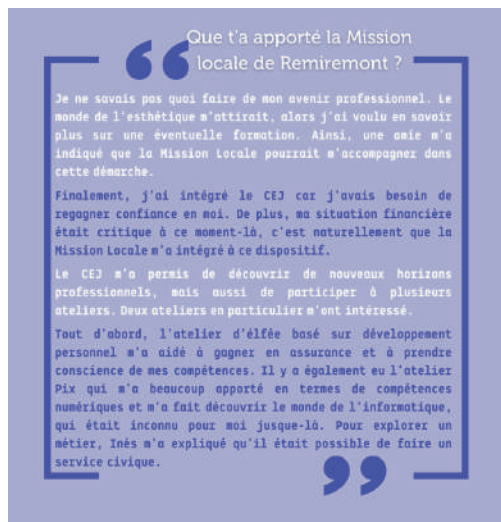 Que t'a apporté la Mission
locale de Remiremont ?
Je ne savais pas quoi faire de mon avenir professionnel. Le
monde de l'esthétique m'attirait, alors j'ai voulu en savoir
plus sur une éventuelle formation. Ainsi, une amie m'a
indiqué que la Mission Locale pourrait m'accompagner dans
cette démarche.
Finalement, j'ai intégré le CEJ car j'avais besoin de
regagner confiance en moi. De plus, ma situation financière
était critique à ce moment-là, c'est naturellement que la
Mission Locale m'a intégré à ce dispositif.
Le CEJ m'a permis de découvrir de nouveaux horizons
professionnels, mais aussi de participer à plusieurs
ateliers. Deux ateliers en particulier m'ont intéressé.
Tout d'abord, l'atelier d'élfée basé sur développement
personnel m'a aidé à gagner en assurance et à prendre
conscience de mes compétences. Il y a également eu l'atelier
Pix qui m'a beaucoup apporté en termes de compétences
numériques et m'a fait découvrir le monde de l'informatique,
qui était inconnu pour moi jusque-là. Pour explorer un
métier, Inès m'a expliqué qu'il était possible de faire un
service civique.